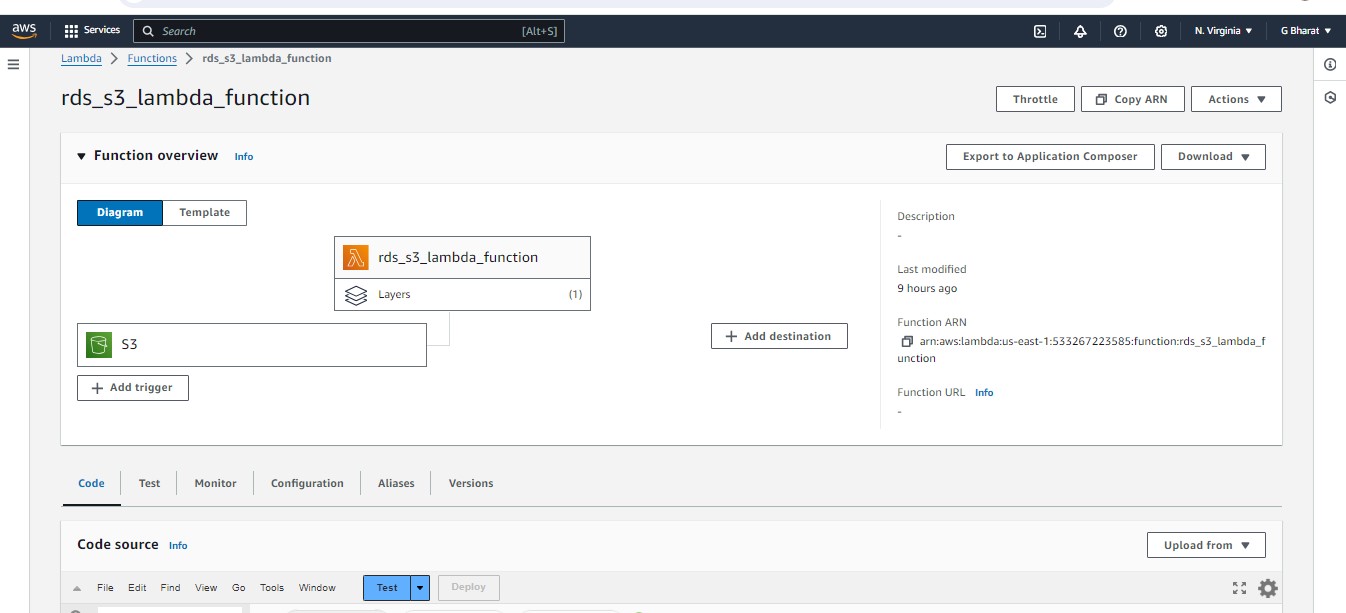 aws Services Search [Alt+S] N. Virginia G Bharat
Lambda Functions rds_s3_lambda_function
rds_s3_lambda_function
Throttle Copy ARN Actions
Function overview Info
Export to Application Composer Download
Diagram Template
rds_s3_lambda_function
Layers (1)
S3
+ Add destination
+ Add trigger
Description
-
Last modified
9 hours ago
Function ARN
arn:aws:lambda:us-east-1:533267223585:function:rds_s3_lambda_f
unction
Function URL Info
-
Code Test Monitor Configuration Aliases Versions
Code source Info
Upload from
File Edit Find View Go Tools Window Test Deploy